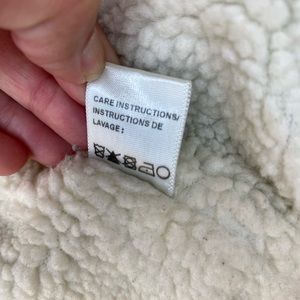 CARE INSTRUCTIONS/
INSTRUCTIONS DE
LAVAGE: